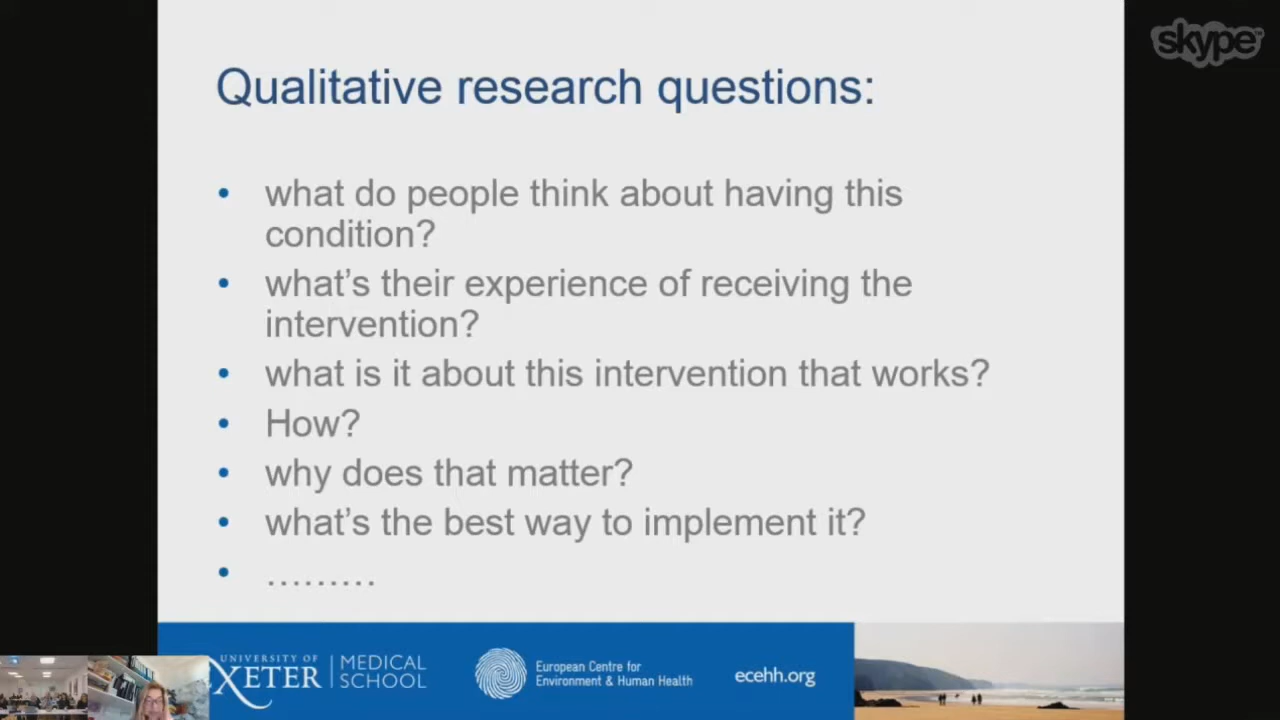 skype
Qualitative research questions:
• what do people think about having this
condition?
• what's their experience of receiving the
intervention?
• what is it about this intervention that works?
• How?
• why does that matter?
• what's the best way to implement it?
• .........
UNIVERSITY OF
EXETER
MEDICAL
SCHOOL
European Centre for
Environment & Human Health
ecehh.org